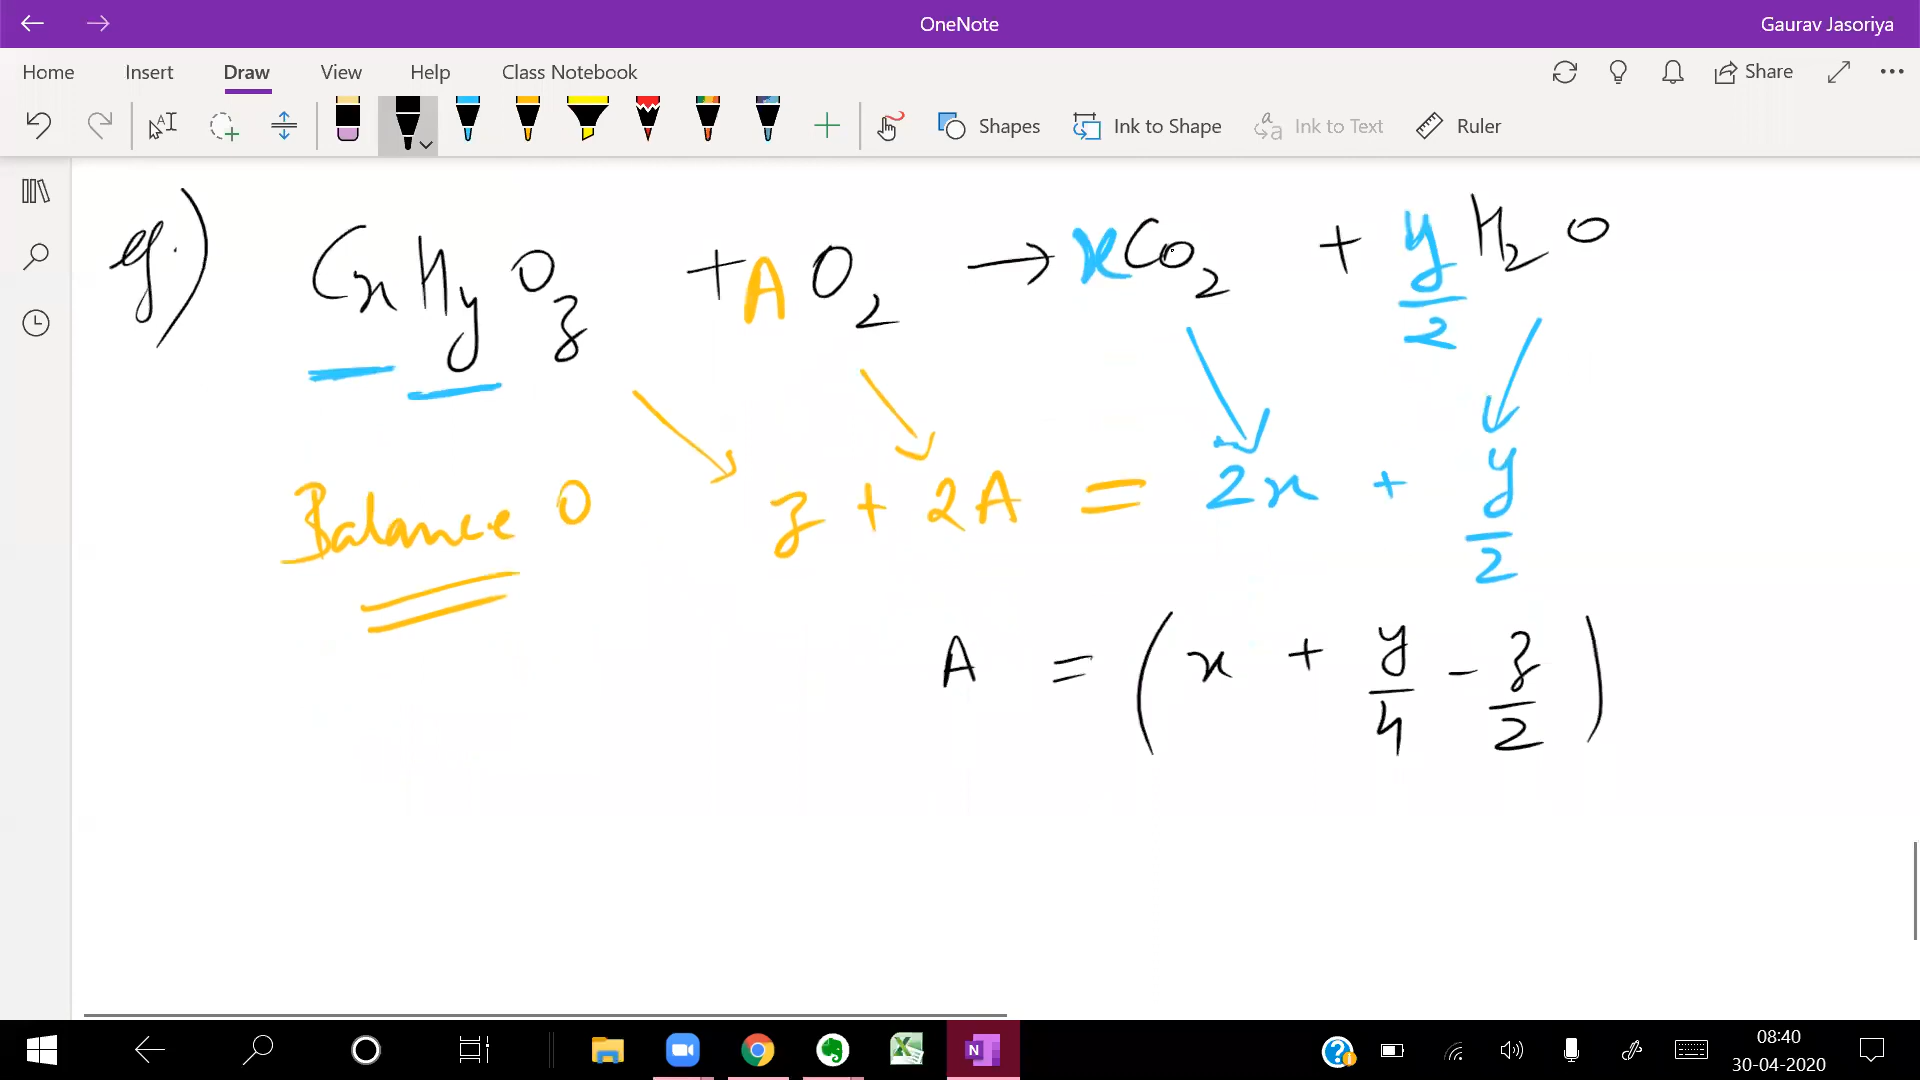 OneNote
Gaurav Jasoriya
Home Insert Draw View Help Class Notebook Share
Shapes Ink to Shape Ink to Text Ruler
eg.) CxHyOz + A O2 → xCO2 + y/2 H2O
Balance O z + 2A = 2x + y/2
A = (x + y/4 - z/2)
08:40
30-04-2020